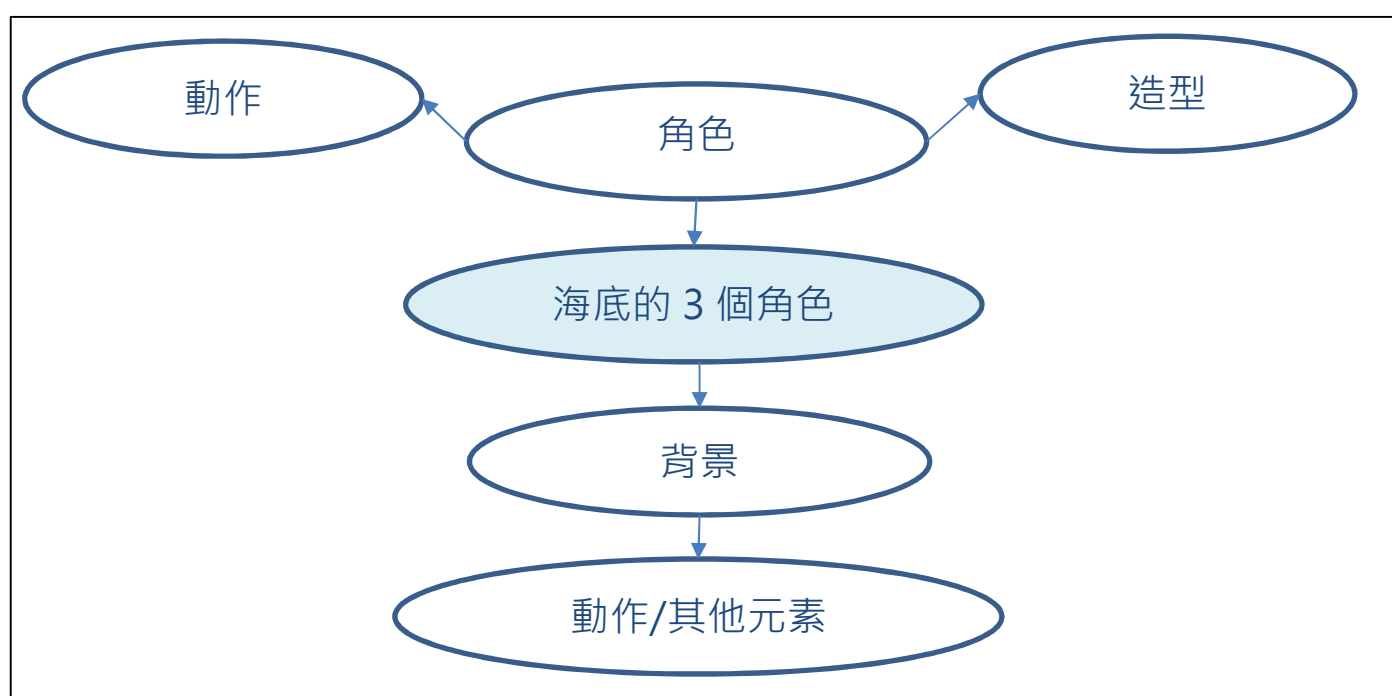 動作
角色
造型
海底的 3 個角色
背景
動作/其他元素